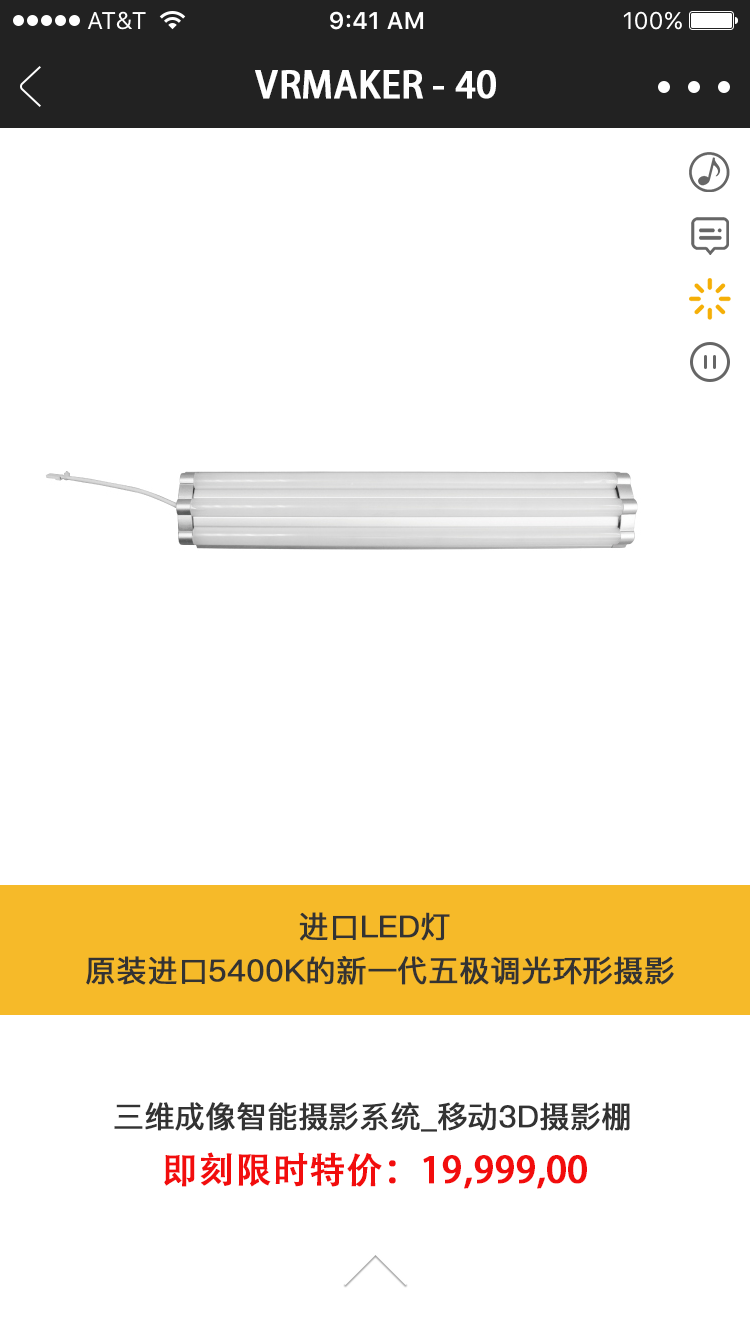 AT&T 9:41 AM 100%
VRMAKER - 40
进口LED灯
原装进口5400K的新一代五极调光环形摄影
三维成像智能摄影系统_移动3D摄影棚
即刻限时特价：19,999,00